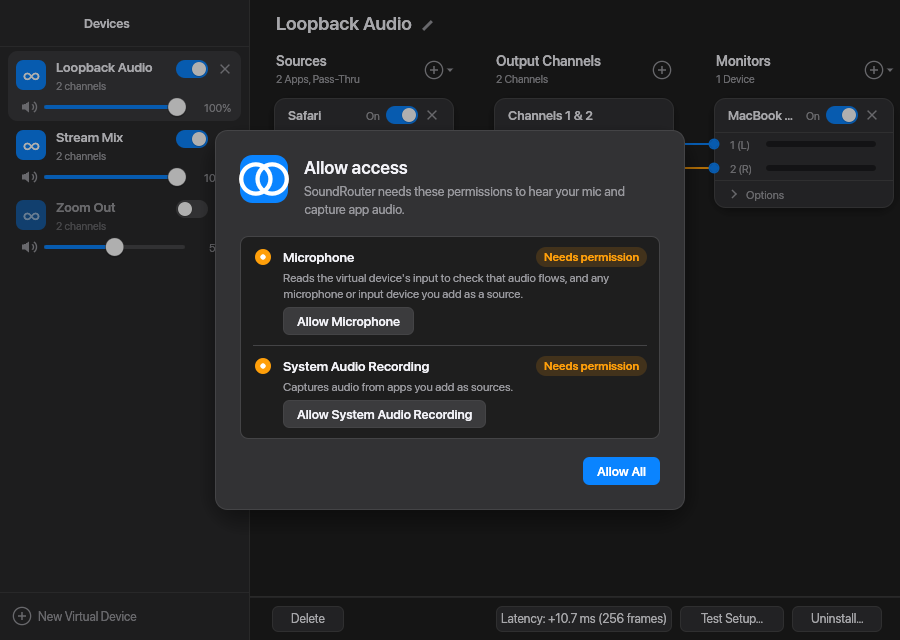 Devices
Loopback Audio
2 channels
100%
Stream Mix
2 channels
10
Zoom Out
2 channels
5
New Virtual Device
Loopback Audio
Sources
2 Apps, Pass-Thru
Output Channels
2 Channels
Monitors
1 Device
Safari
On
Channels 1 & 2
MacBook ...
On
1 (L)
2 (R)
Options
Allow access
SoundRouter needs these permissions to hear your mic and
capture app audio.
Microphone
Needs permission
Reads the virtual device's input to check that audio flows, and any
microphone or input device you add as a source.
Allow Microphone
System Audio Recording
Needs permission
Captures audio from apps you add as sources.
Allow System Audio Recording
Allow All
Delete
Latency: +10.7 ms (256 frames)
Test Setup...
Uninstall...